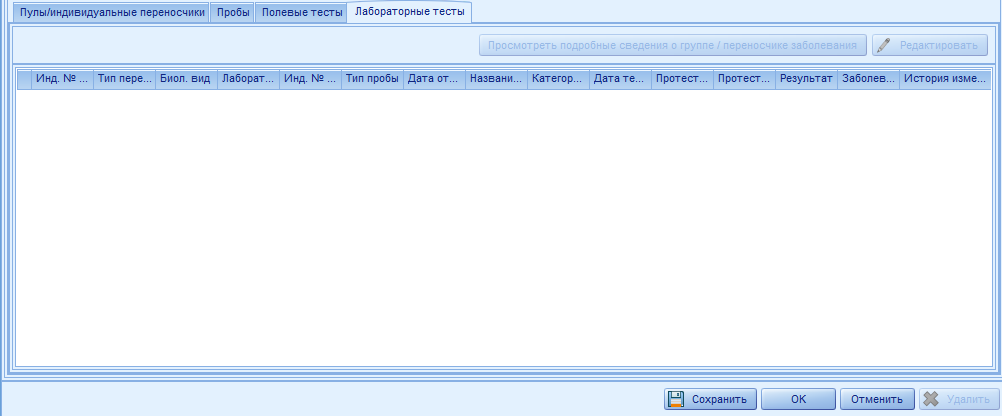 Пулы/индивидуальные переносчики Пробы Полевые тесты Лабораторные тесты
Просмотреть подробные сведения о группе / переносчике заболевания Редактировать
Инд. № ... Тип пере... Биол. вид Лаборат... Инд. № ... Тип пробы Дата от... Названи... Категор... Дата те... Протест... Протест... Результат Заболев... История изме...
Сохранить OK Отменить Удалить